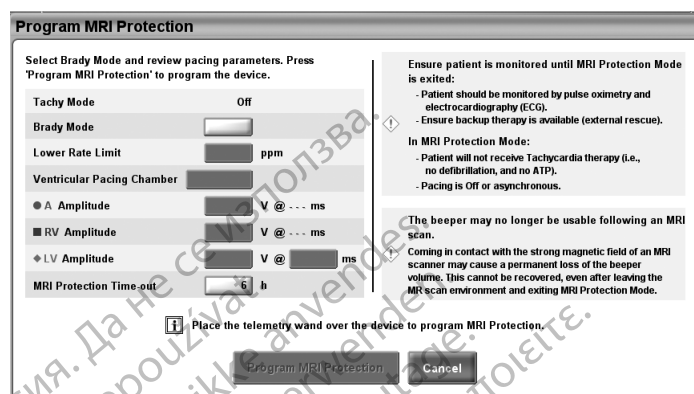 Program MRI Protection
Select Brady Mode and review pacing parameters. Press
'Program MRI Protection' to program the device.
Tachy Mode Off
Brady Mode
Lower Rate Limit ppm
Ventricular Pacing Chamber
A Amplitude V @ --- ms
RV Amplitude V @ --- ms
LV Amplitude V @ ms
MRI Protection Time-out 6 h
Ensure patient is monitored until MRI Protection Mode
is exited:
- Patient should be monitored by pulse oximetry and
electrocardiography (ECG).
- Ensure backup therapy is available (external rescue).
In MRI Protection Mode:
- Patient will not receive Tachycardia therapy (i.e.,
no defibrillation, and no ATP).
- Pacing is Off or asynchronous.
The beeper may no longer be usable following an MRI
scan.
Coming in contact with the strong magnetic field of an MRI
scanner may cause a permanent loss of the beeper
volume. This cannot be recovered, even after leaving the
MR scan environment and exiting MRI Protection Mode.
Place the telemetry wand over the device to program MRI Protection.
Program MRI Protection Cancel
Да не се използва.